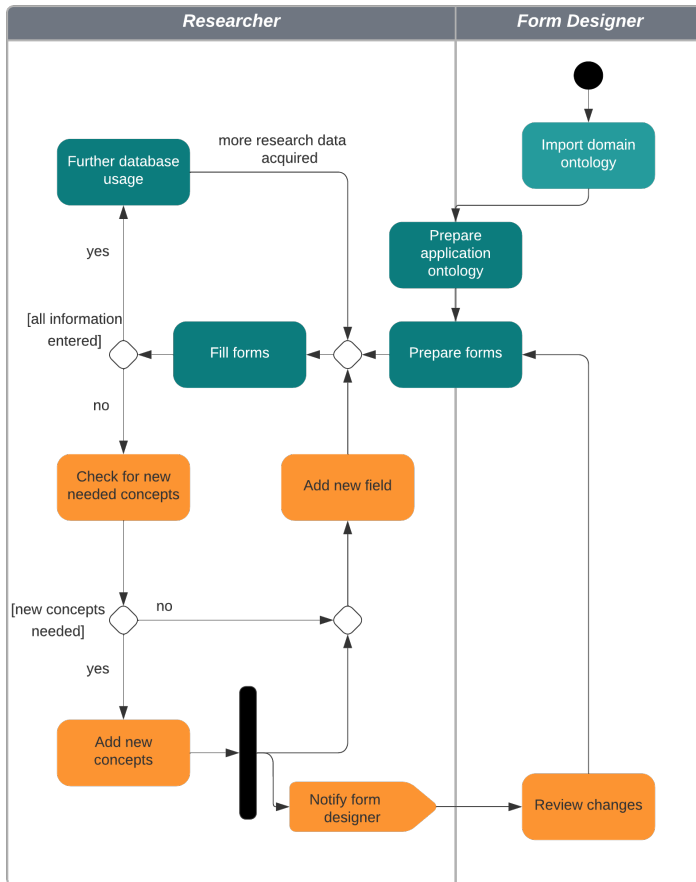 Researcher
Form Designer
Import domain
ontology
more research data
acquired
Further database
usage
Prepare
application
ontology
yes
[all information
entered]
Fill forms
Prepare forms
no
Check for new
needed concepts
Add new field
[new concepts
needed]
no
yes
Add new
concepts
Notify form
designer
Review changes